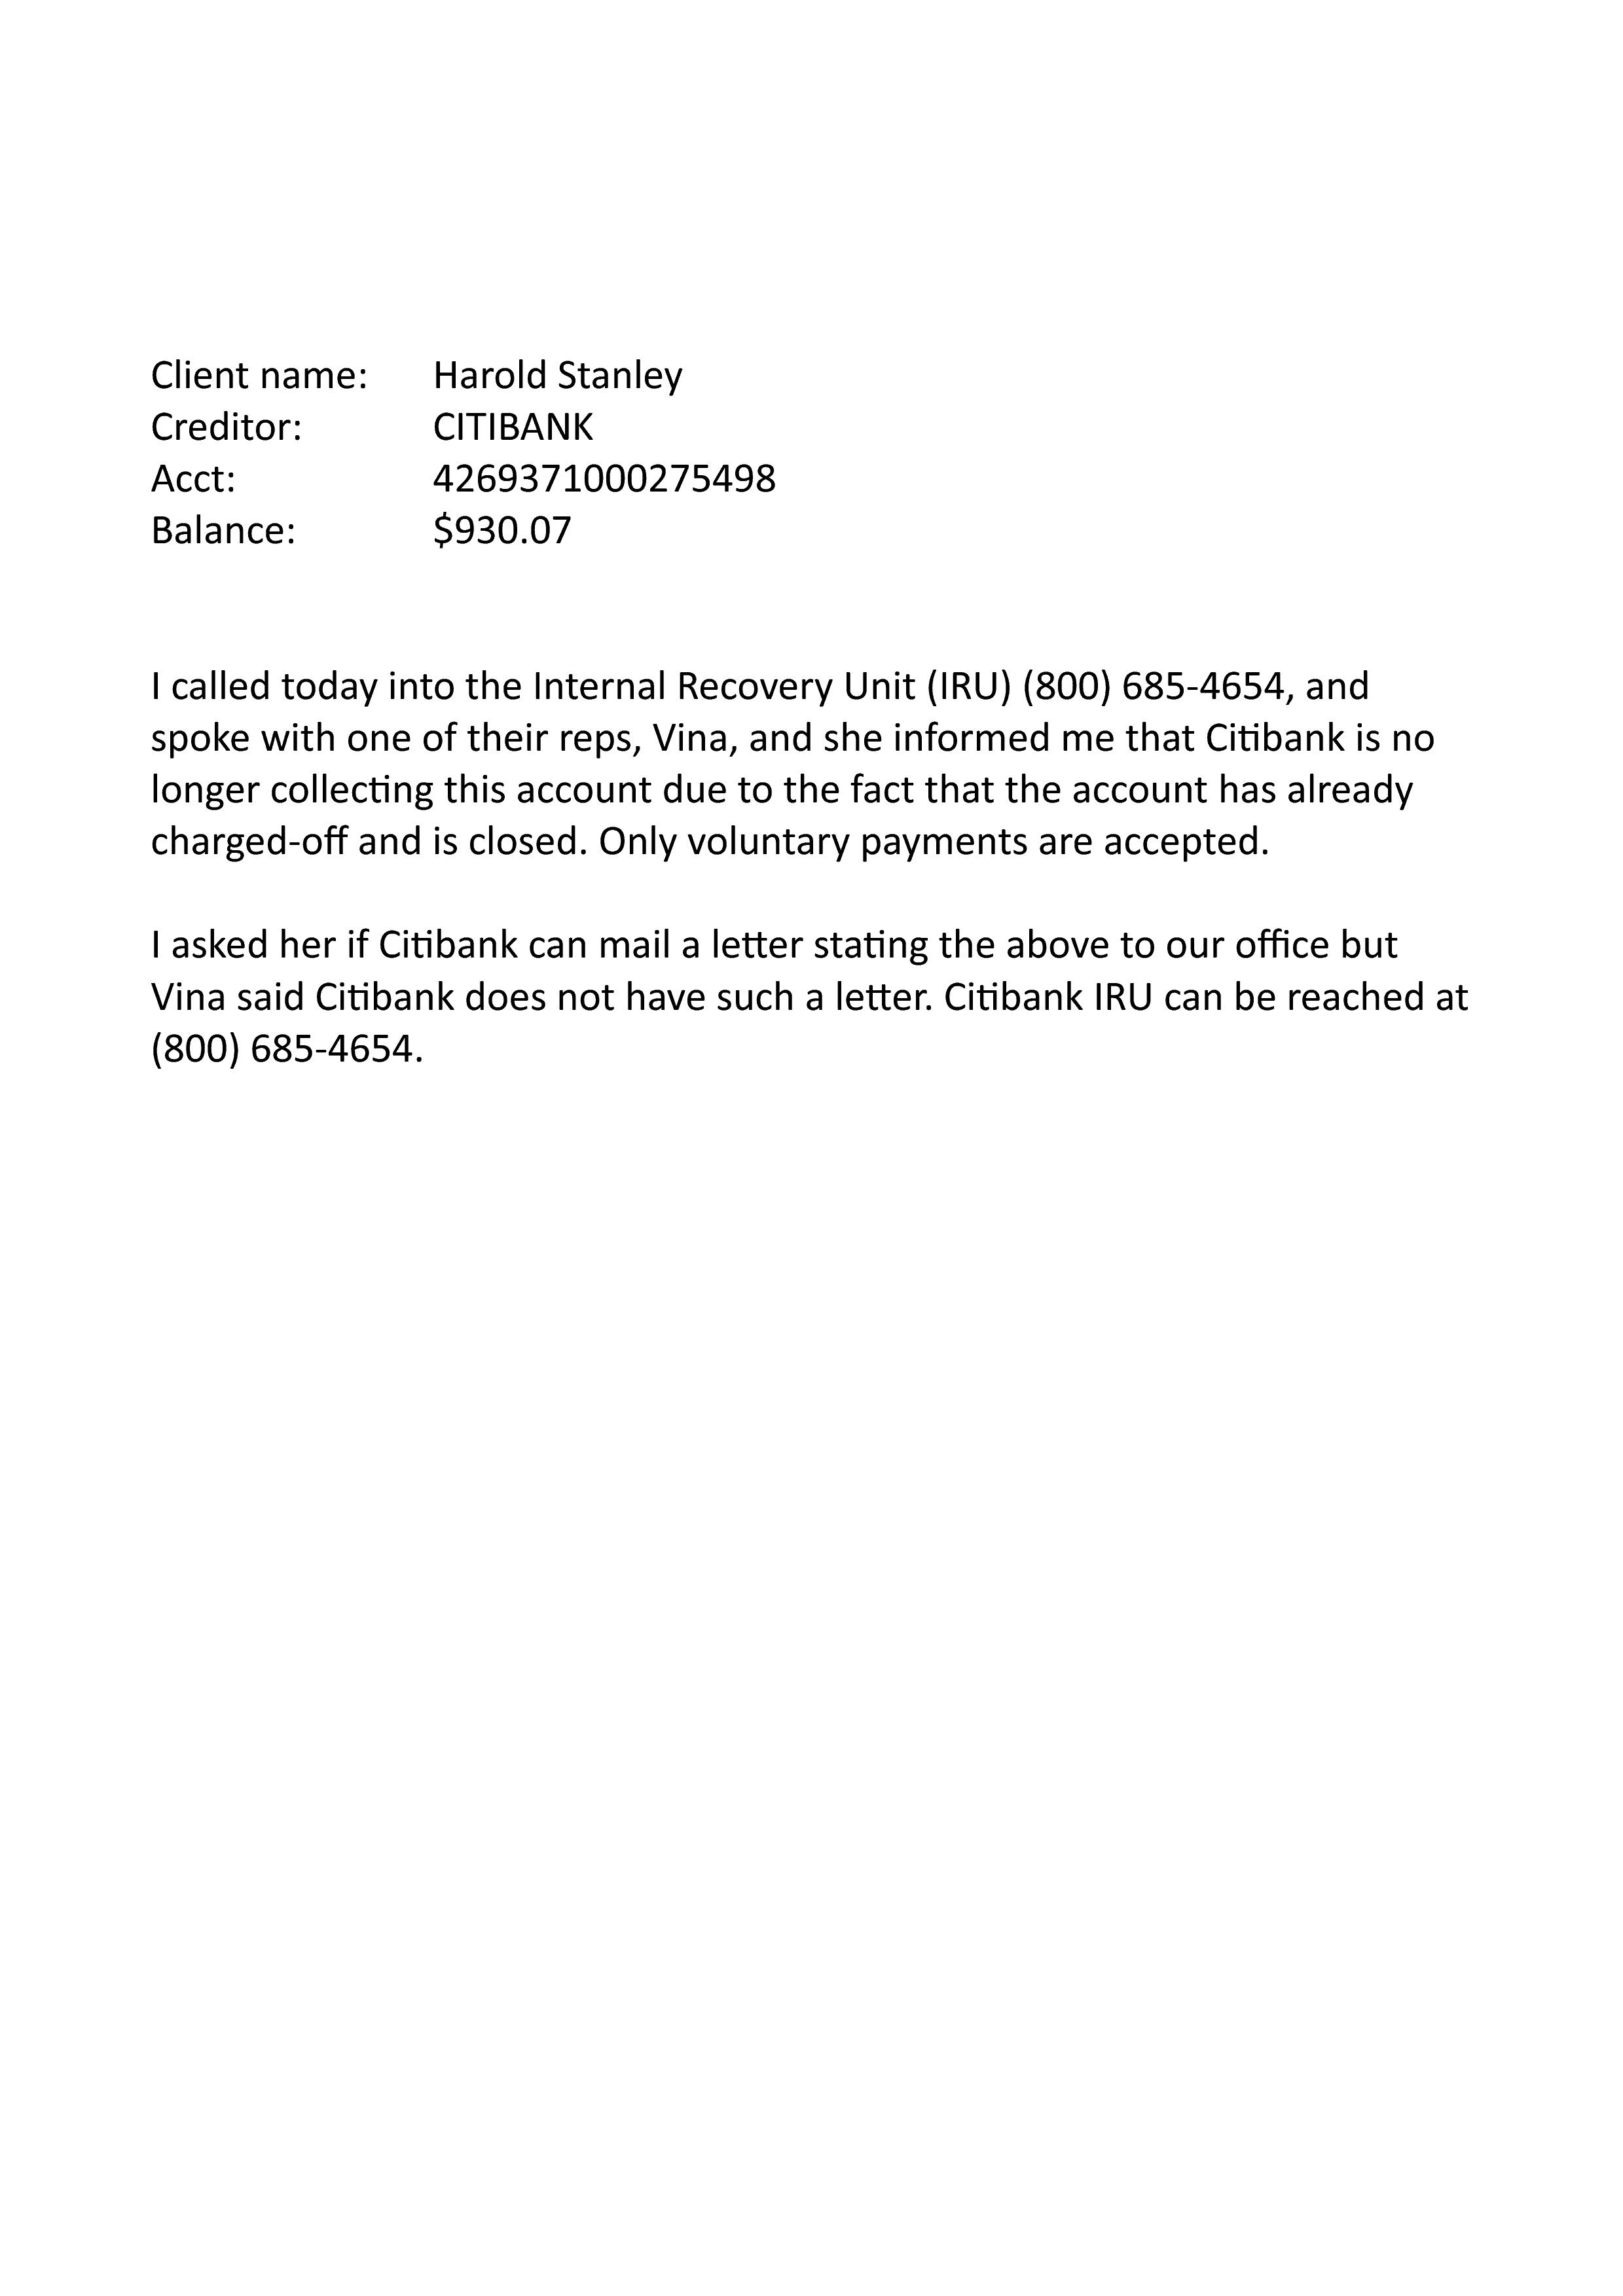 Client name: Harold Stanley
Creditor: CITIBANK
Acct: 4269371000275498
Balance: $930.07
I called today into the Internal Recovery Unit (IRU) (800) 685-4654, and
spoke with one of their reps, Vina, and she informed me that Citibank is no
longer collecting this account due to the fact that the account has already
charged-off and is closed. Only voluntary payments are accepted.
I asked her if Citibank can mail a letter stating the above to our office but
Vina said Citibank does not have such a letter. Citibank IRU can be reached at
(800) 685-4654.